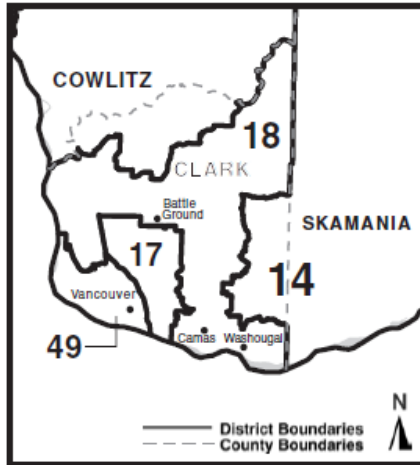 COWLITZ
18
CLARK
Battle
Ground
SKAMANIA
17
14
Vancouver
49
Camas
Washougal
N
District Boundaries
County Boundaries